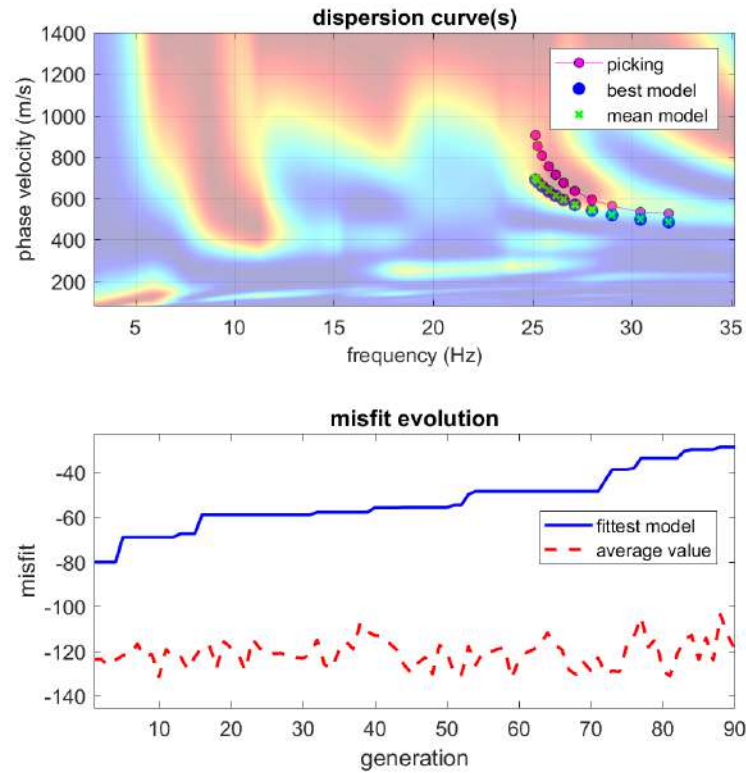 dispersion curve(s)
1400
1200
1000
800
600
400
200
phase velocity (m/s)
picking
best model
mean model
5 10 15 20 25 30 35
frequency (Hz)
misfit evolution
-40
-60
-80
-100
-120
-140
misfit
fittest model
average value
10 20 30 40 50 60 70 80 90
generation